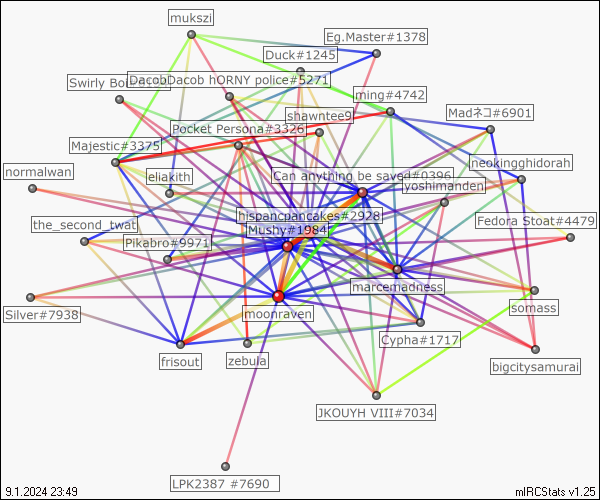 mukszi
Eg.Master#1378
Duck#1245
Swirly Bo
DacobDacob hORNY police#5271
ming#4742
Madネコ#6901
shawntee9
Pocket Persona#3326
Majestic#3375
neokingghidorah
normalwan
eliakith
Can anything be saved#0396
yoshimanden
hispancpancakes#2928
the_second_twat
Mushy#1984
Fedora Stoat#4479
Pikabro#9971
marcemadness
somass
Silver#7938
moonraven
Cypha#1717
frisout
zebula
bigcitysamurai
JKOUYH VIII#7034
LPK2387 #7690
9.1.2024 23:49
mIRCStats v1.25